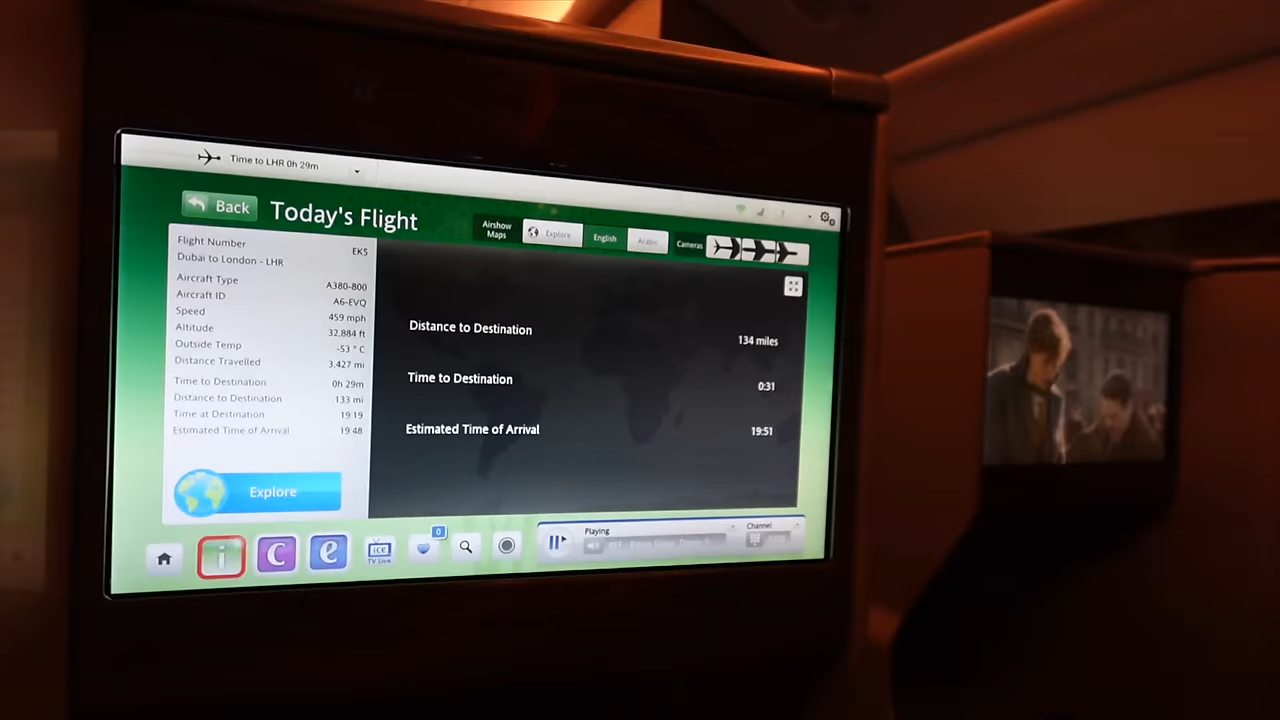 Time to LHR 0h 29m
Back
Today's Flight
Airshow Maps
Explore
English
Arabic
Cameras
Flight Number EK5
Dubai to London - LHR
Aircraft Type A380-800
Aircraft ID A6-EVQ
Speed 459 mph
Altitude 32,884 ft
Outside Temp -53 °C
Distance Travelled 3,427 mi
Time to Destination 0h 29m
Distance to Destination 133 mi
Time at Destination 19:19
Estimated Time of Arrival 19:48
Explore
Distance to Destination 134 miles
Time to Destination 0:31
Estimated Time of Arrival 19:51
i
C
e
ice
TV Live
0
Playing
Channel